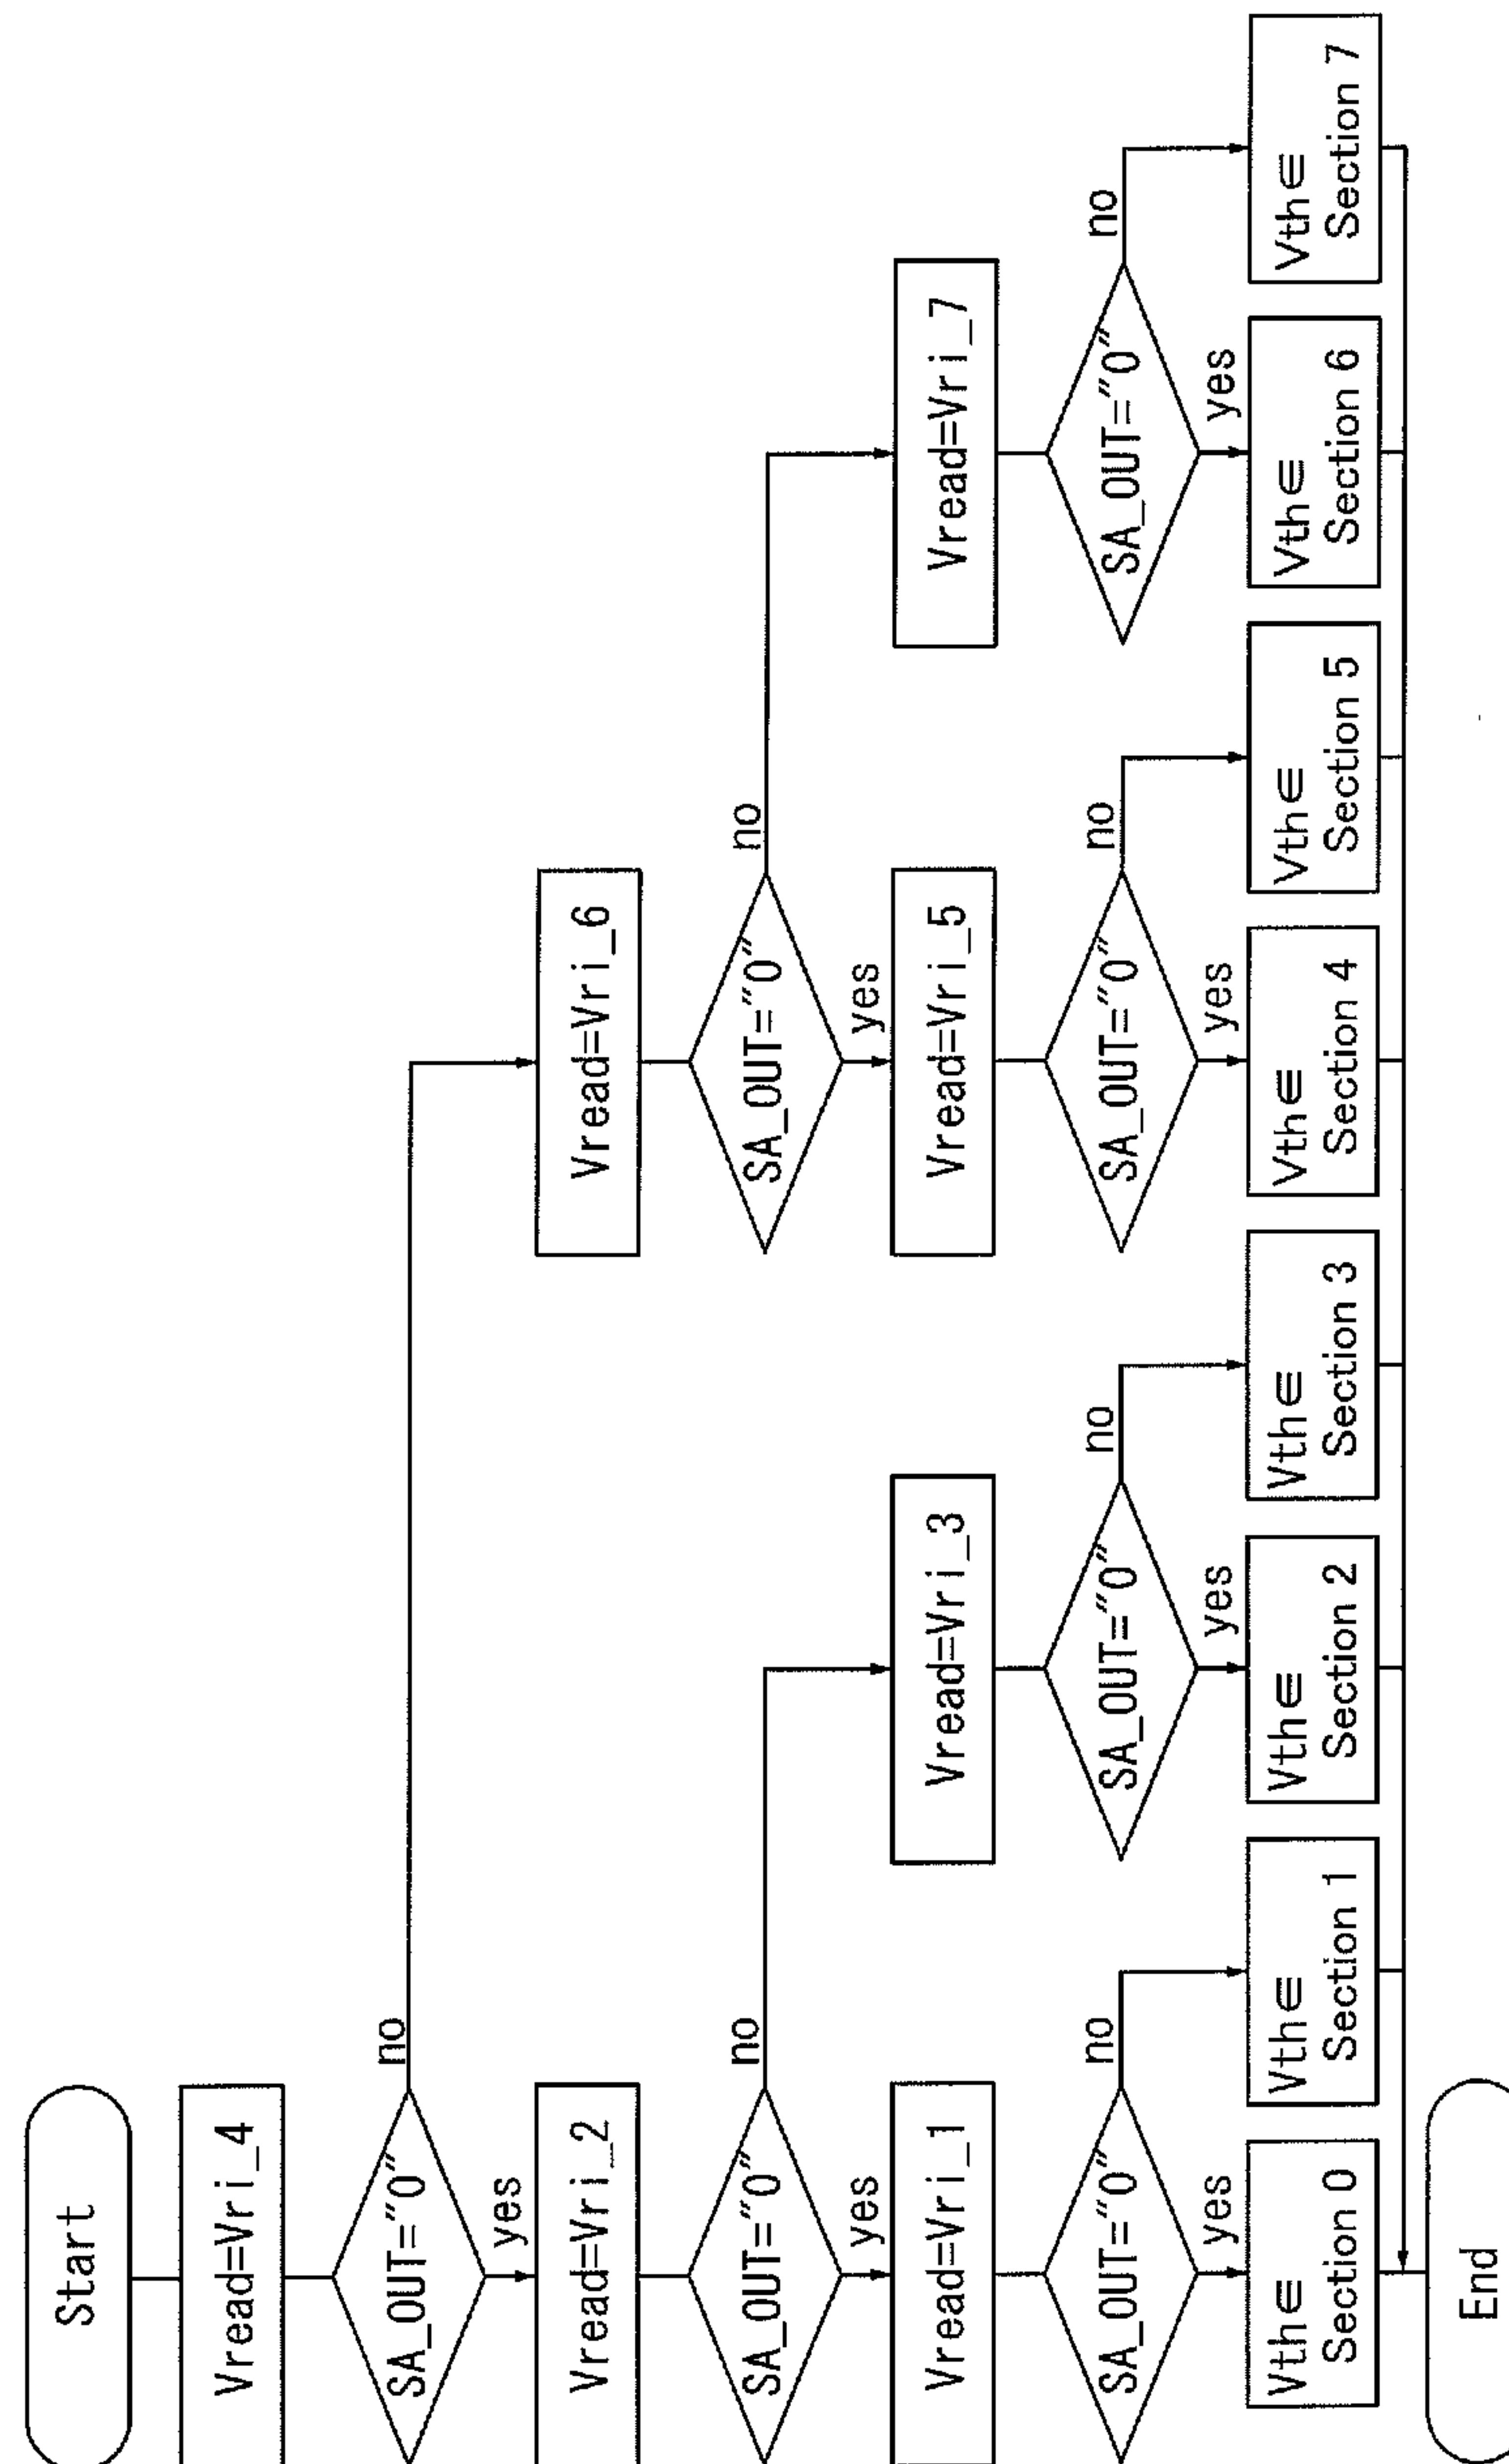 Start
Vread=Vri_4
SA_OUT="0"
no
yes
Vread=Vri_2
Vread=Vri_6
SA_OUT="0"
no
SA_OUT="0"
no
yes
yes
Vread=Vri_1
Vread=Vri_3
Vread=Vri_5
Vread=Vri_7
SA_OUT="0"
no
SA_OUT="0"
no
SA_OUT="0"
no
SA_OUT="0"
no
yes
yes
yes
yes
Vth∈
Section 0
Vth∈
Section 1
Vth∈
Section 2
Vth∈
Section 3
Vth∈
Section 4
Vth∈
Section 5
Vth∈
Section 6
Vth∈
Section 7
End